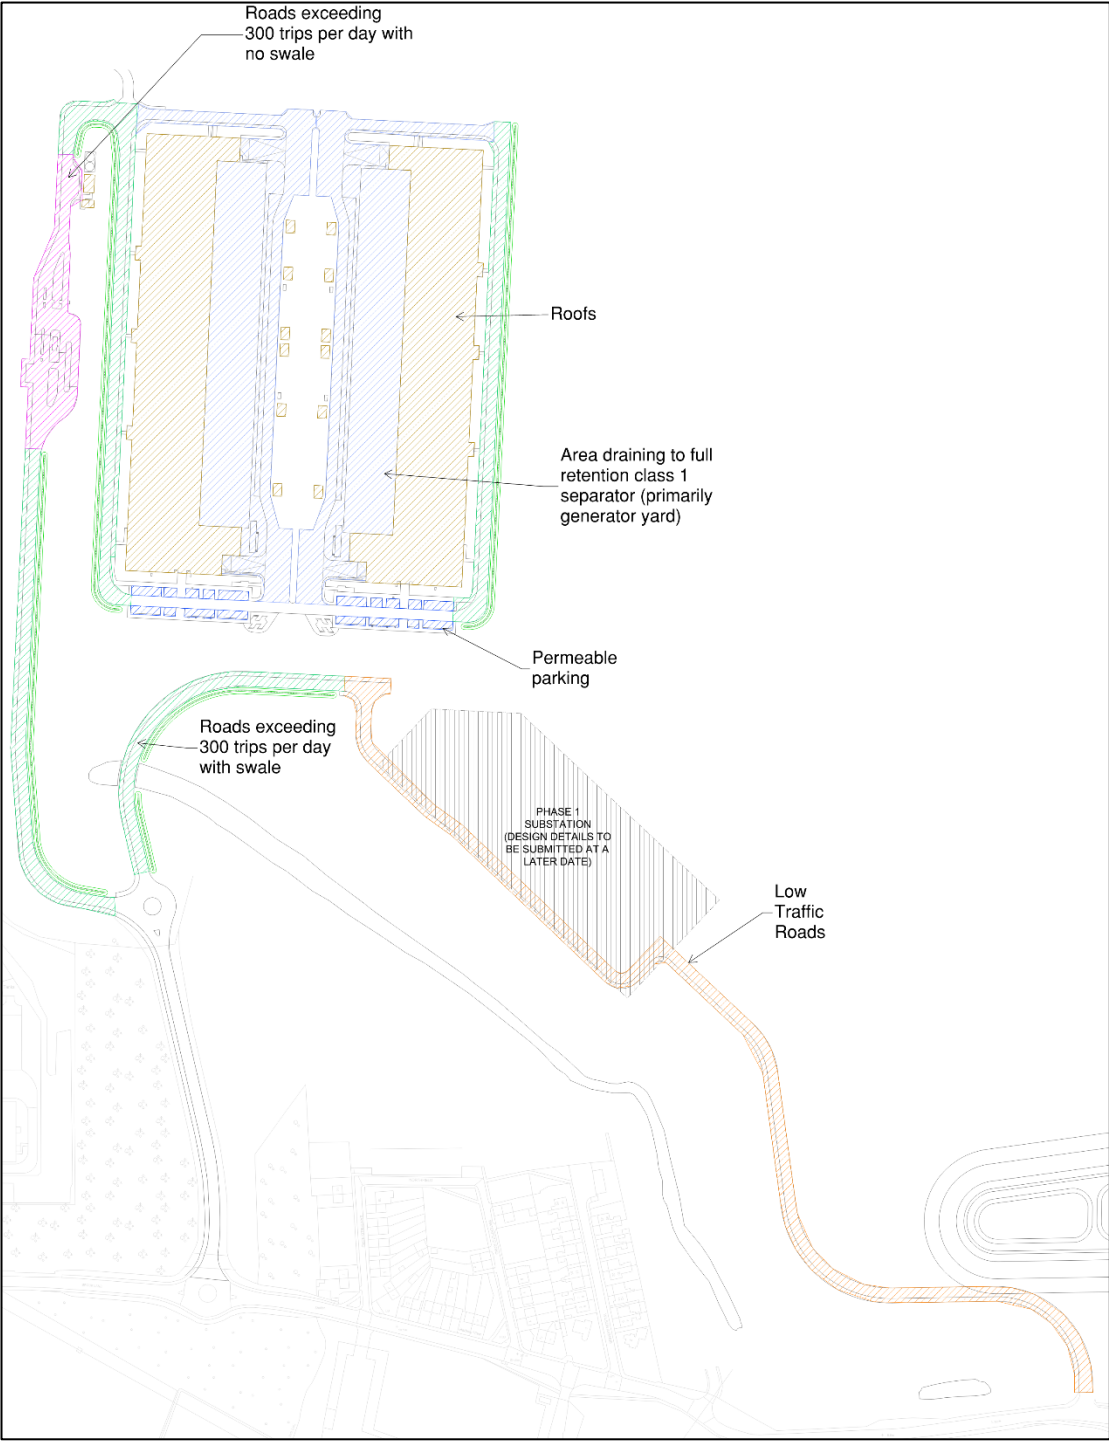 Roads exceeding
300 trips per day with
no swale
Roofs
Area draining to full
retention class 1
separator (primarily
generator yard)
Permeable
parking
Roads exceeding
300 trips per day
with swale
PHASE 1
SUBSTATION
(DESIGN DETAILS TO
BE SUBMITTED AT A
LATER DATE)
Low
Traffic
Roads